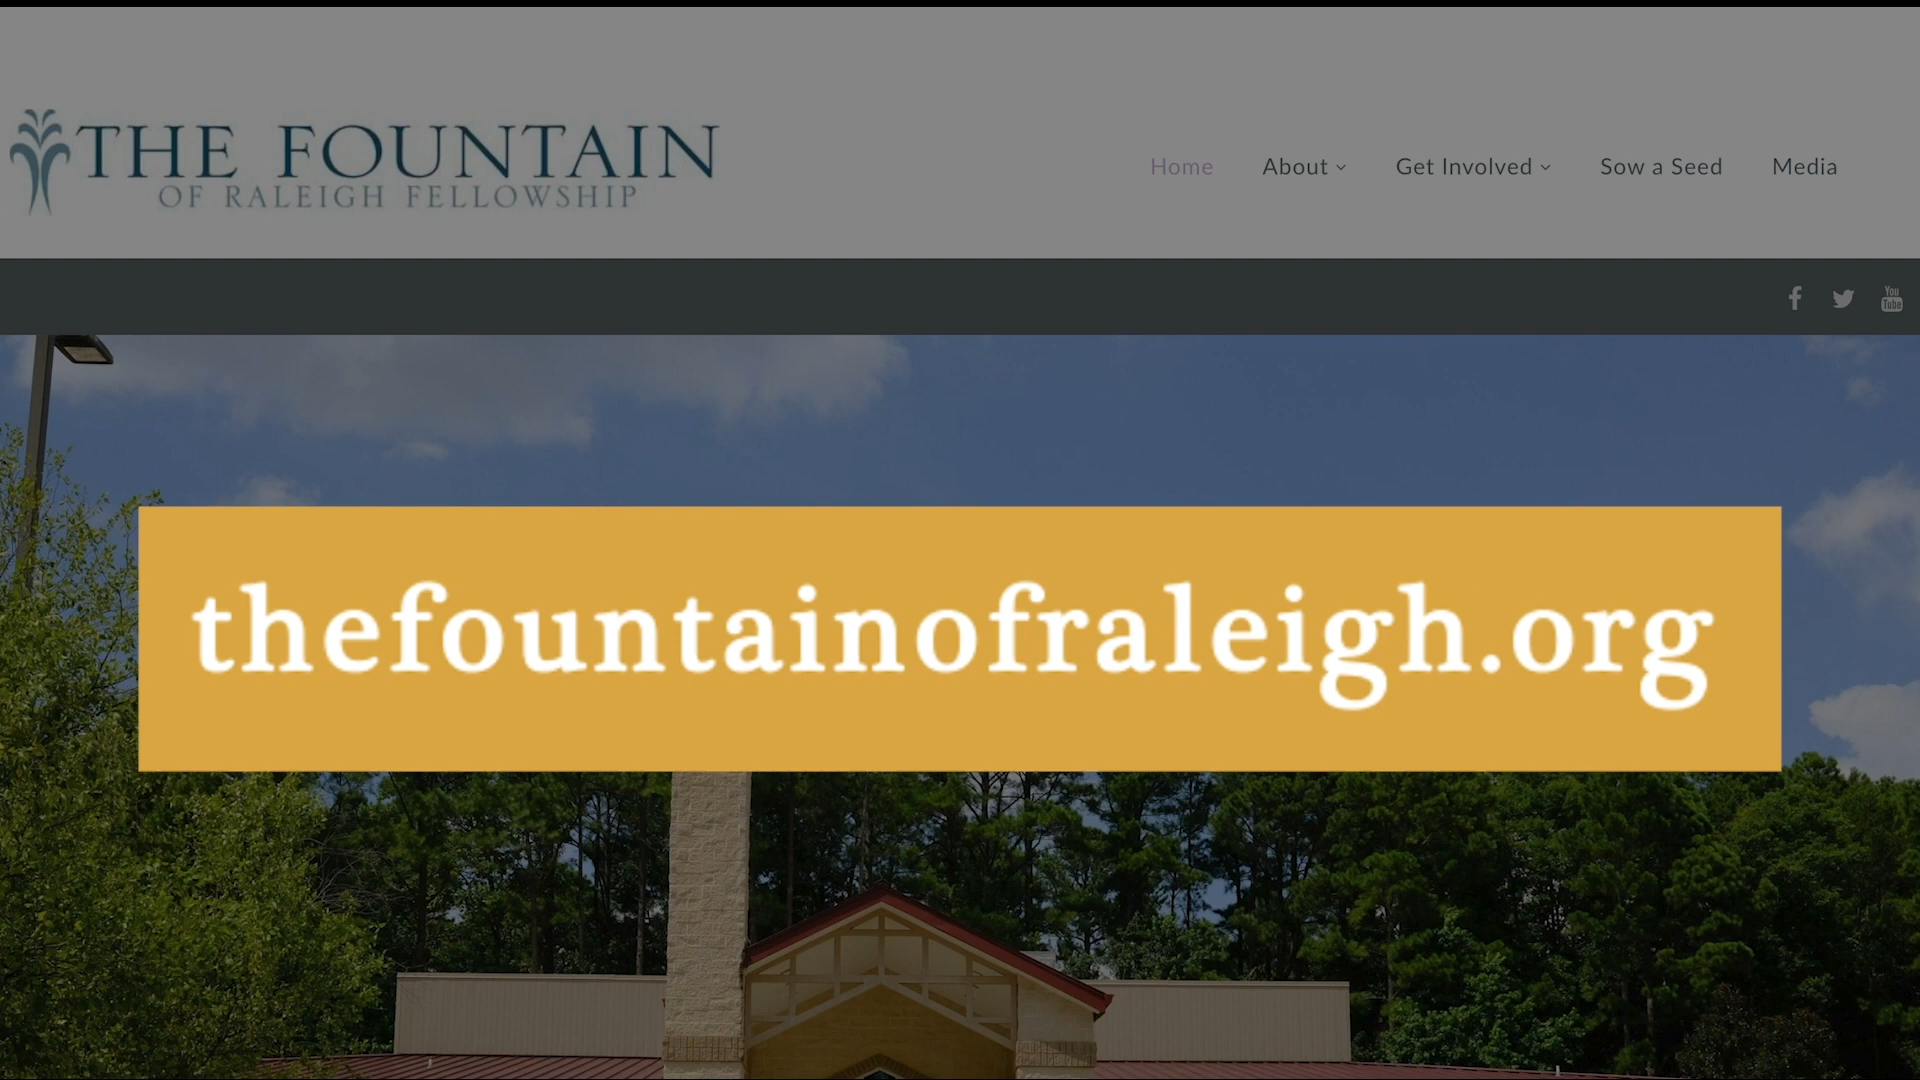 THE FOUNTAIN
OF RALEIGH FELLOWSHIP
Home About Get Involved Sow a Seed Media
You
Tube
thefountainofraleigh.org